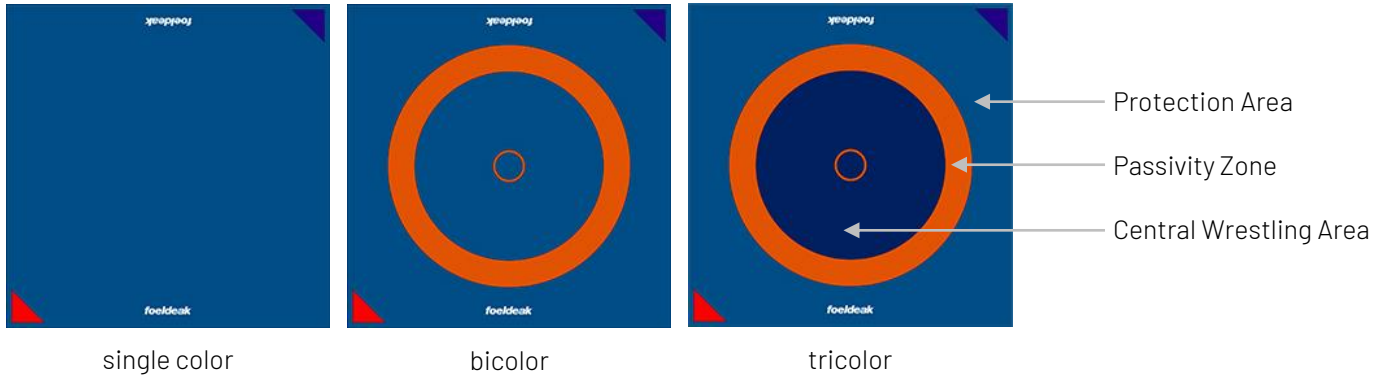 foeldeak
foeldeak
foeldeak
Protection Area
Passivity Zone
Central Wrestling Area
foeldeak
foeldeak
foeldeak
single color
bicolor
tricolor